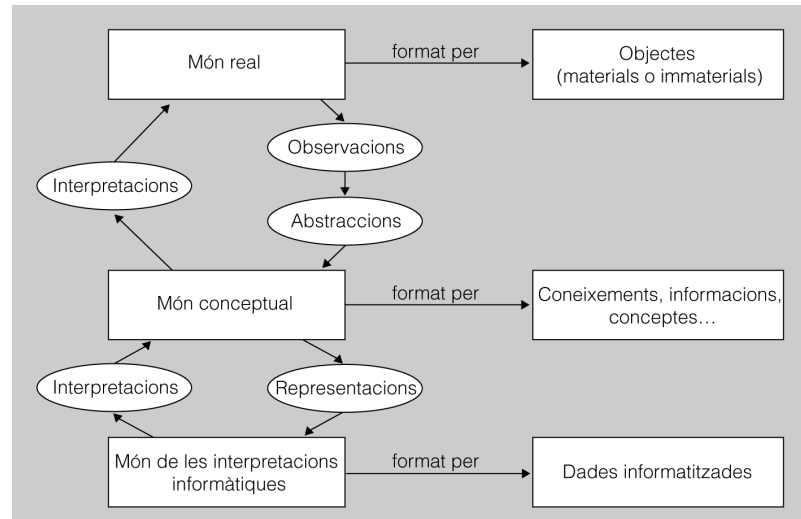 Món real
format per
Objectes
(materials o immaterials)
Observacions
Interpretacions
Abstraccions
Món conceptual
format per
Coneixements, informacions,
conceptes…
Interpretacions
Representacions
Món de les interpretacions
informàtiques
format per
Dades informatitzades